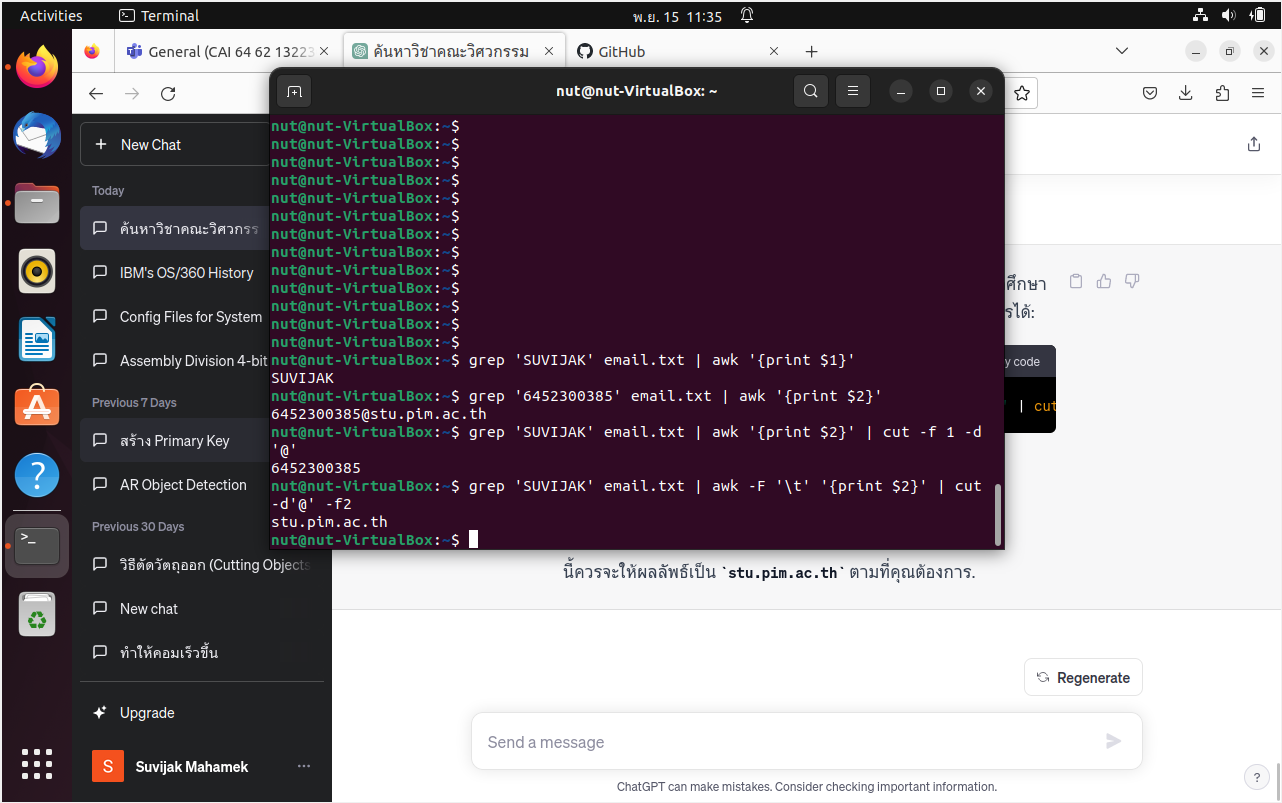 Activities
Terminal
พ.ย. 15 11:35
General (CAI 64 62 13223
ค้นหาวิชาคณะวิศวกรรม
GitHub
nut@nut-VirtualBox: ~
New Chat
Today
ค้นหาวิชาคณะวิศวกรร
IBM's OS/360 History
Config Files for System
Assembly Division 4-bit
Previous 7 Days
สร้าง Primary Key
AR Object Detection
Previous 30 Days
วิธีตัดวัตถุออก (Cutting Objects
New chat
ทำให้คอมเร็วขึ้น
Upgrade
S
Suvijak Mahamek
nut@nut-VirtualBox:~$
nut@nut-VirtualBox:~$
nut@nut-VirtualBox:~$
nut@nut-VirtualBox:~$
nut@nut-VirtualBox:~$
nut@nut-VirtualBox:~$
nut@nut-VirtualBox:~$
nut@nut-VirtualBox:~$
nut@nut-VirtualBox:~$
nut@nut-VirtualBox:~$
nut@nut-VirtualBox:~$
nut@nut-VirtualBox:~$
nut@nut-VirtualBox:~$
nut@nut-VirtualBox:~$ grep 'SUVIJAK' email.txt | awk '{print $1}'
SUVIJAK
nut@nut-VirtualBox:~$ grep '6452300385' email.txt | awk '{print $2}'
6452300385@stu.pim.ac.th
nut@nut-VirtualBox:~$ grep 'SUVIJAK' email.txt | awk '{print $2}' | cut -f 1 -d
'@'
6452300385
nut@nut-VirtualBox:~$ grep 'SUVIJAK' email.txt | awk -F '\t' '{print $2}' | cut
-d'@' -f2
stu.pim.ac.th
nut@nut-VirtualBox:~$
ศึกษา
รได้:
y code
' | cut
นี้ควรจะให้ผลลัพธ์เป็น `stu.pim.ac.th` ตามที่คุณต้องการ.
Regenerate
Send a message
ChatGPT can make mistakes. Consider checking important information.
?